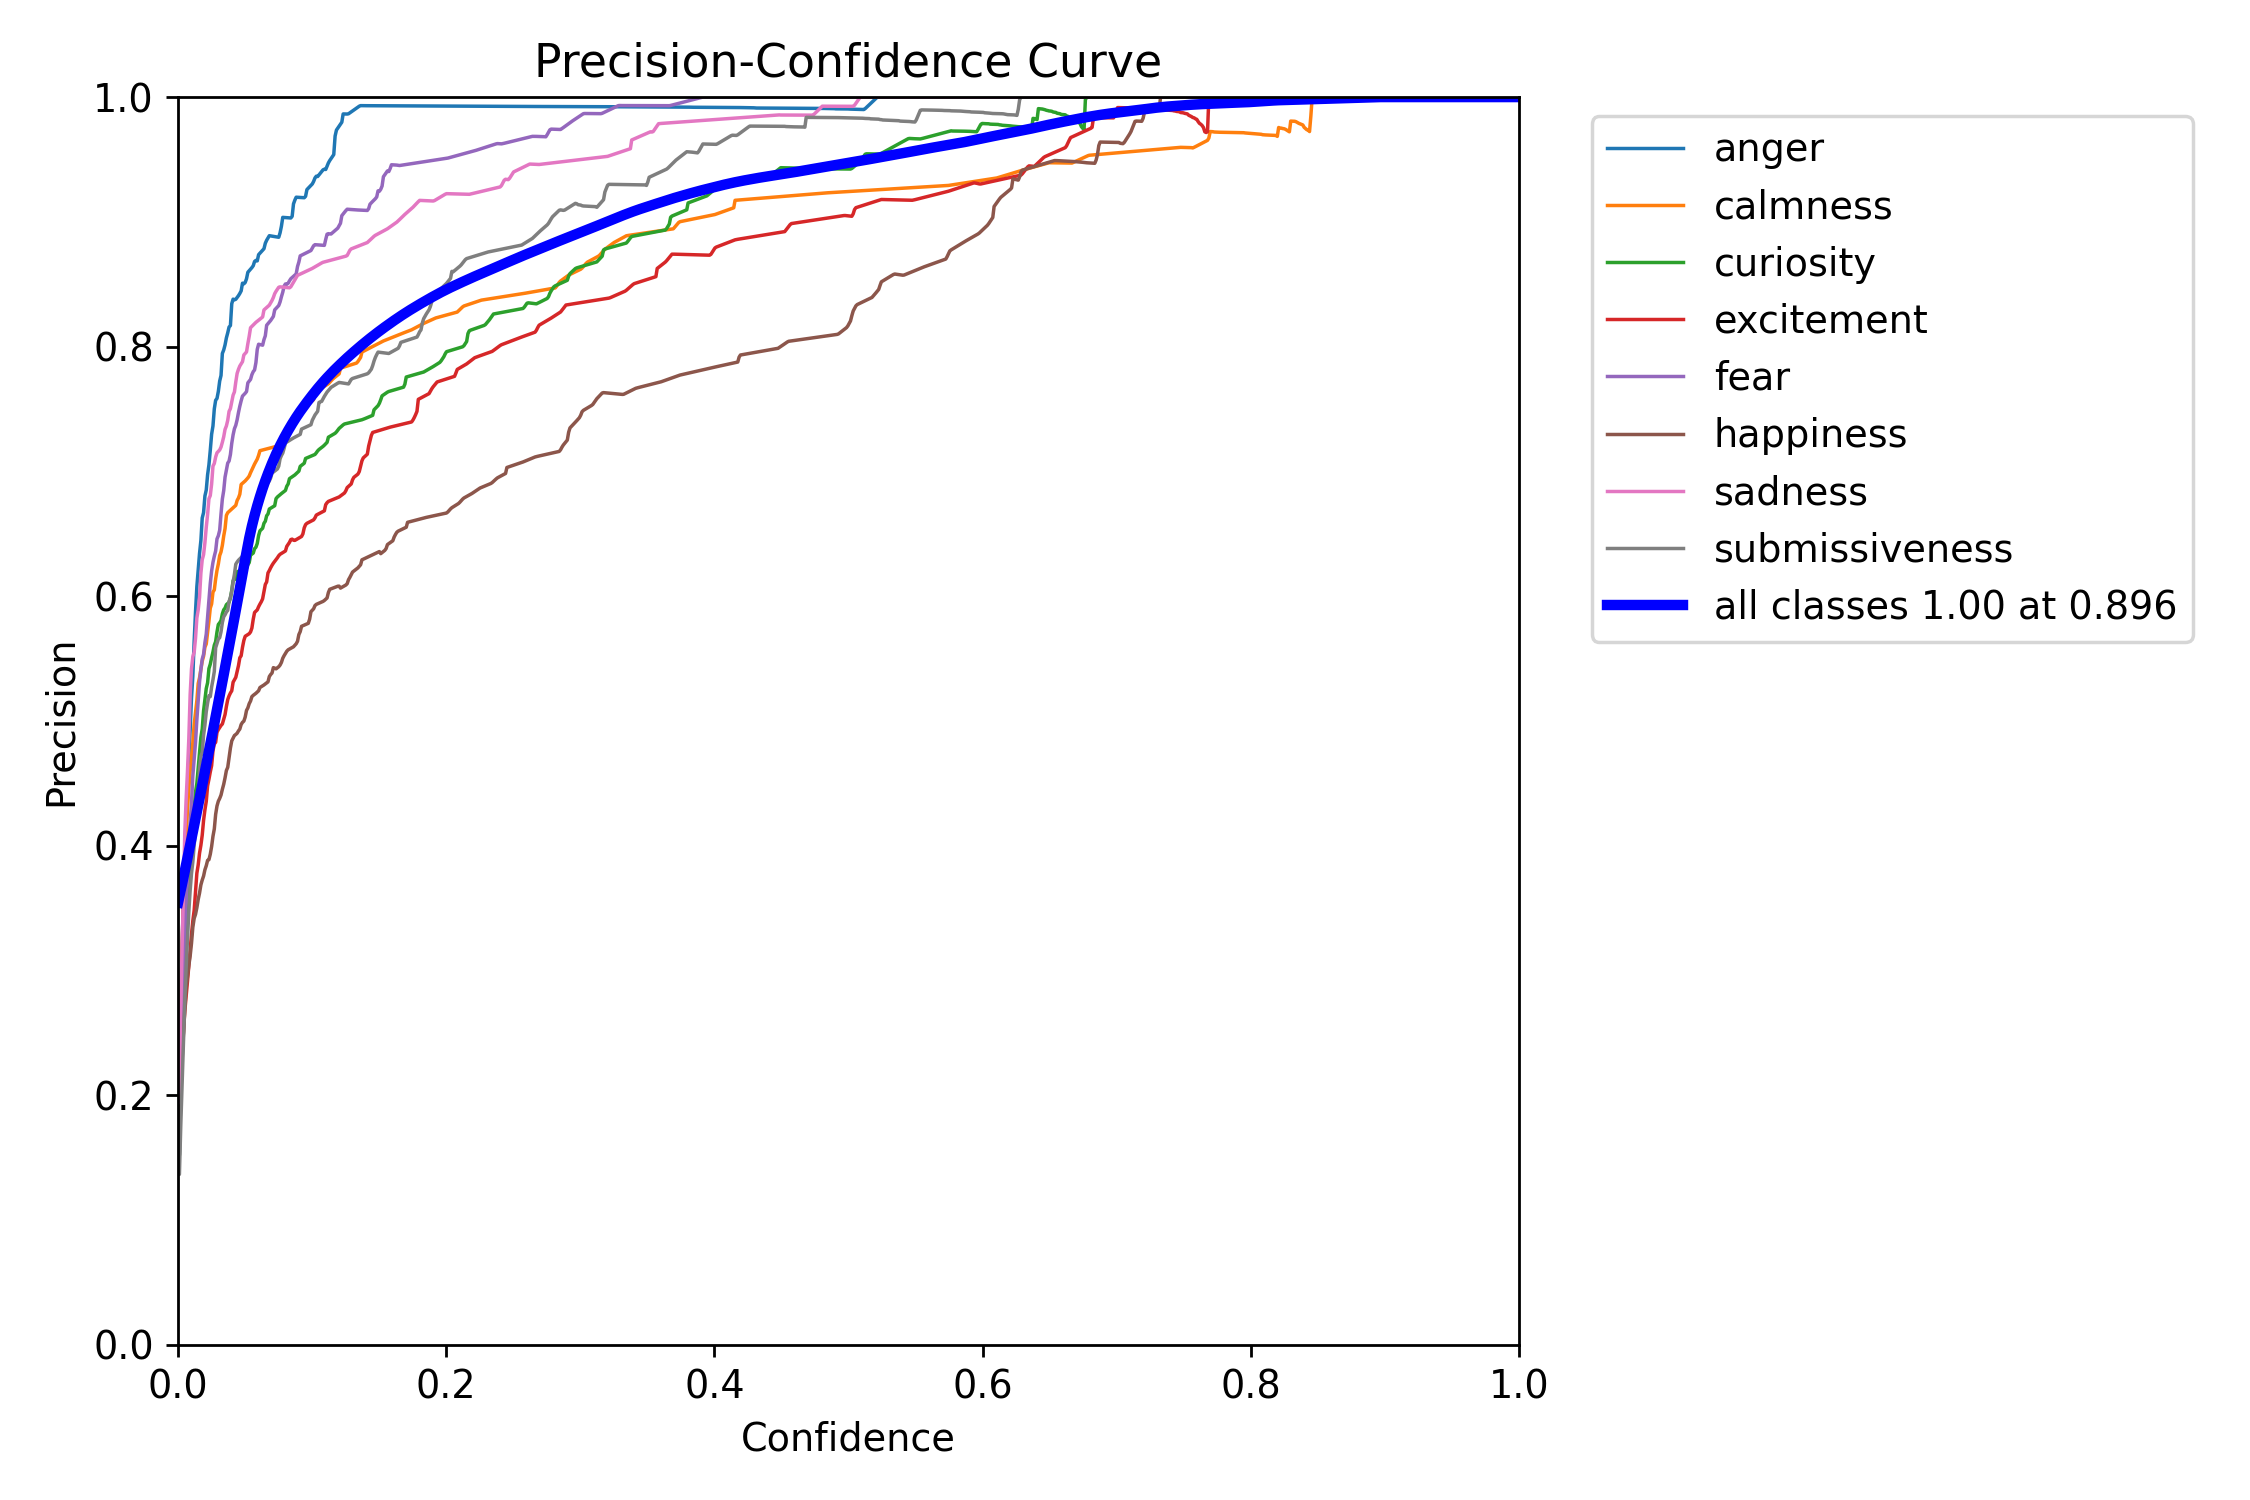 Precision-Confidence Curve
1.0
0.8
0.6
0.4
0.2
0.0
Precision
0.0 0.2 0.4 0.6 0.8 1.0
Confidence
anger
calmness
curiosity
excitement
fear
happiness
sadness
submissiveness
all classes 1.00 at 0.896